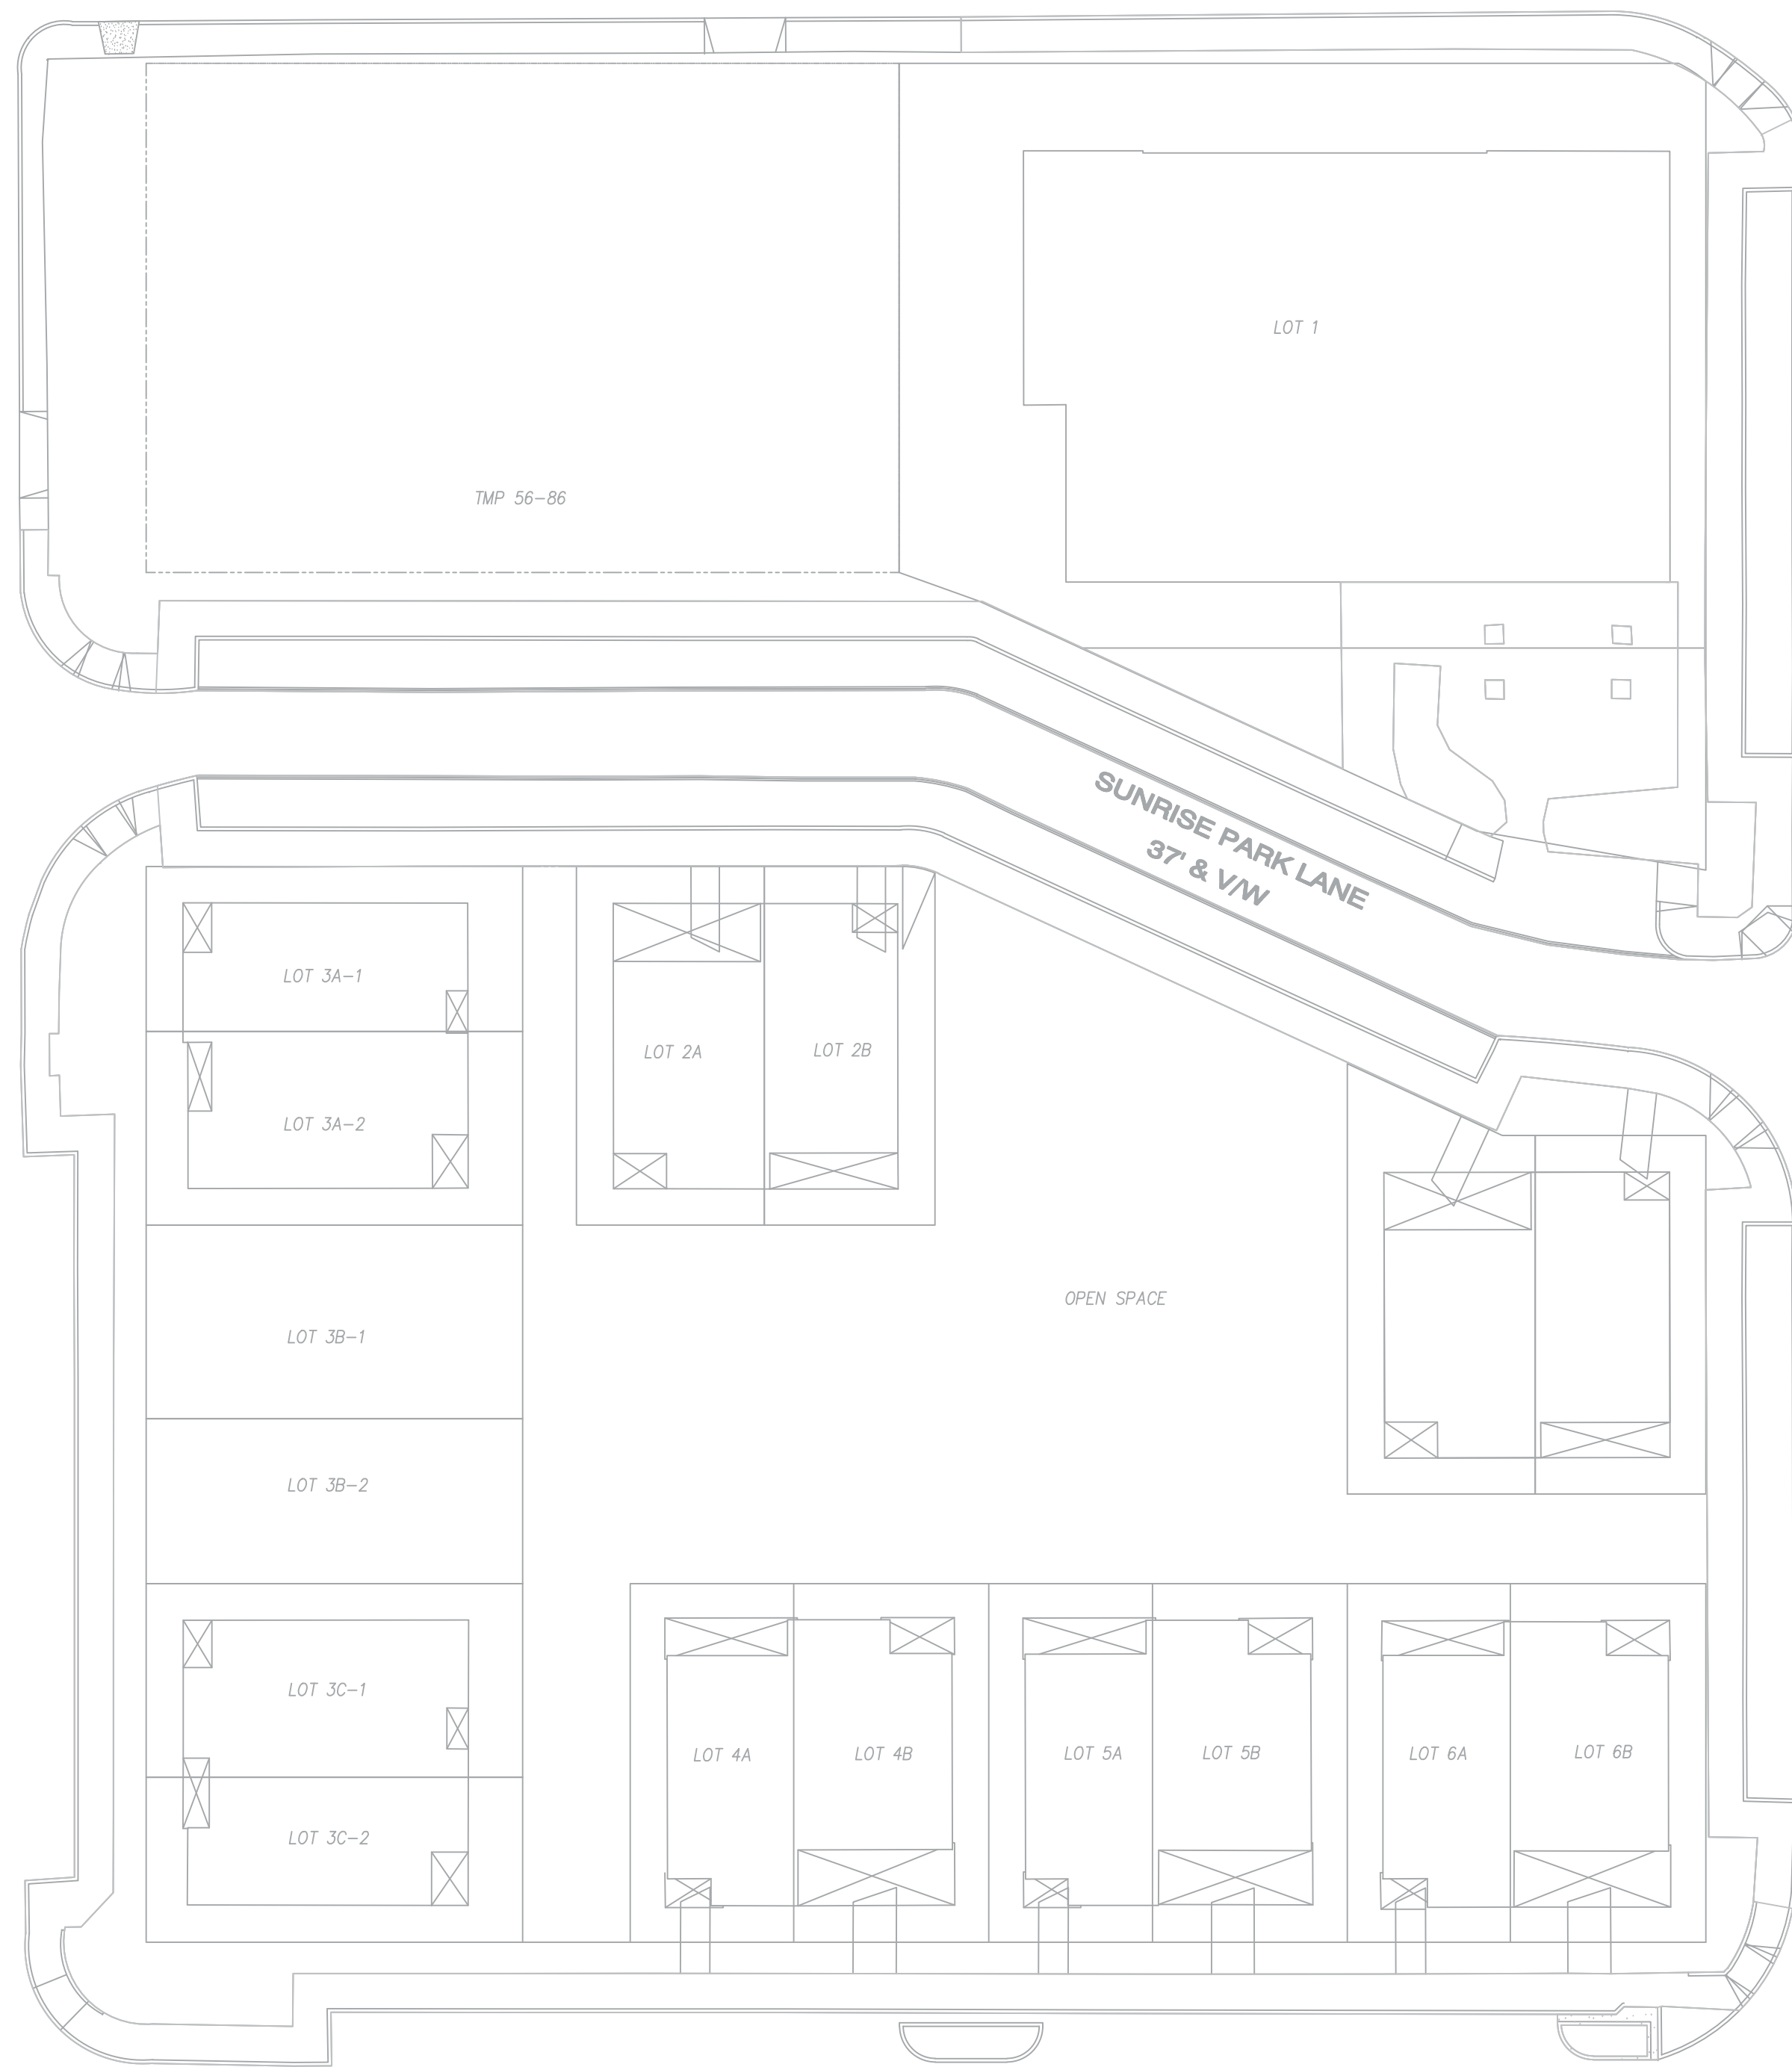 LOT 1
TMP 56-86
SUNRISE PARK LANE
37' & V/W
LOT 3A-1
LOT 2A
LOT 2B
LOT 3A-2
OPEN SPACE
LOT 3B-1
LOT 3B-2
LOT 3C-1
LOT 4A
LOT 4B
LOT 5A
LOT 5B
LOT 6A
LOT 6B
LOT 3C-2